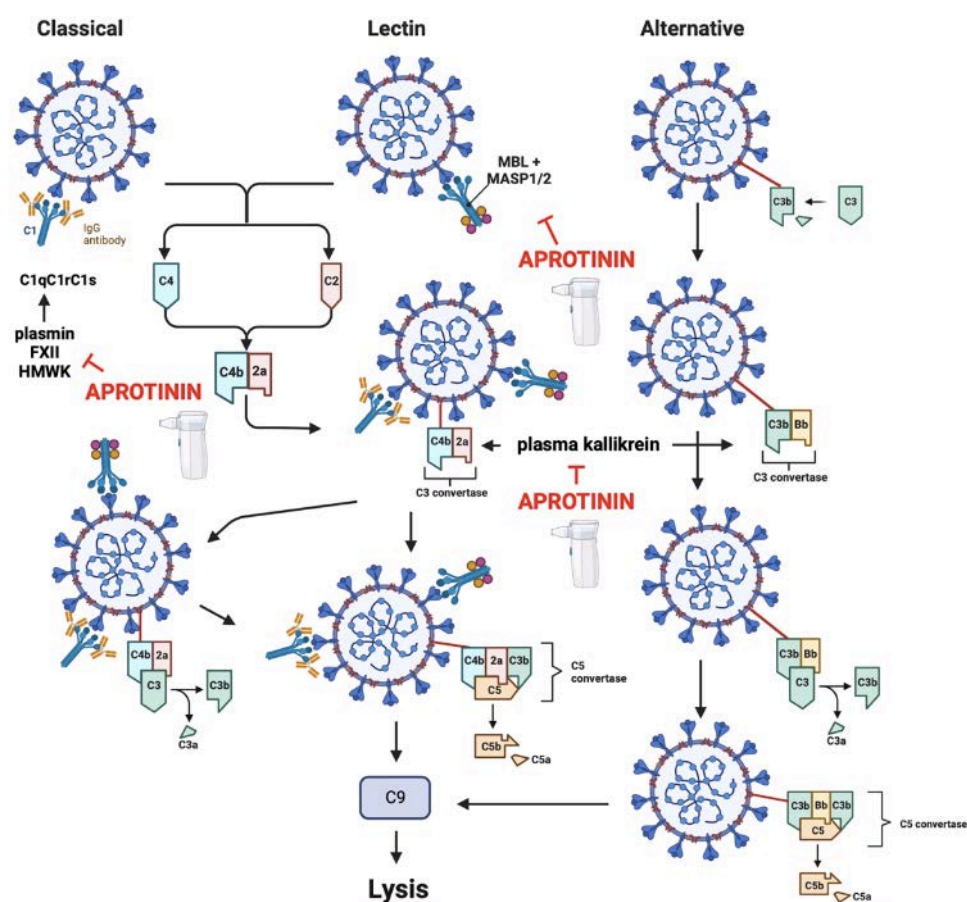 Classical
Lectin
Alternative
MBL +
MASP1/2
C1
IgG
antibody
C3b
C3
APROTININ
C1qC1rC1s
C4
C2
plasmin
FXII
HMWK
APROTININ
C4b
2a
C4b
2a
C3 convertase
plasma kallikrein
C3b
Bb
C3 convertase
APROTININ
C4b
2a
C3
C3b
C3a
C4b
2a
C3b
C5
C5
convertase
C5b
C5a
C3b
Bb
C3
C3b
C3a
C9
C3b
Bb
C3b
C5
C5 convertase
C5b
C5a
Lysis